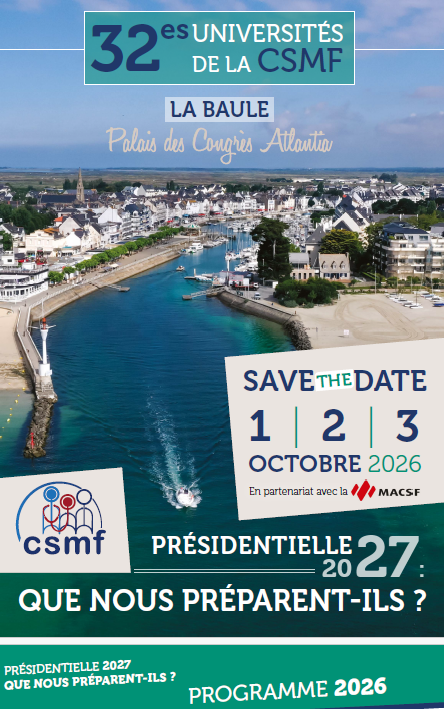 32es UNIVERSITÉS
DE LA CSMF
LA BAULE
Palais des Congrès Atlantia
SAVE THE DATE
1 | 2 | 3
OCTOBRE 2026
En partenariat avec la MACSF
csmf
PRÉSIDENTIELLE 2027 :
QUE NOUS PRÉPARENT-ILS ?
PRÉSIDENTIELLE 2027
QUE NOUS PRÉPARENT-ILS ?
PROGRAMME 2026